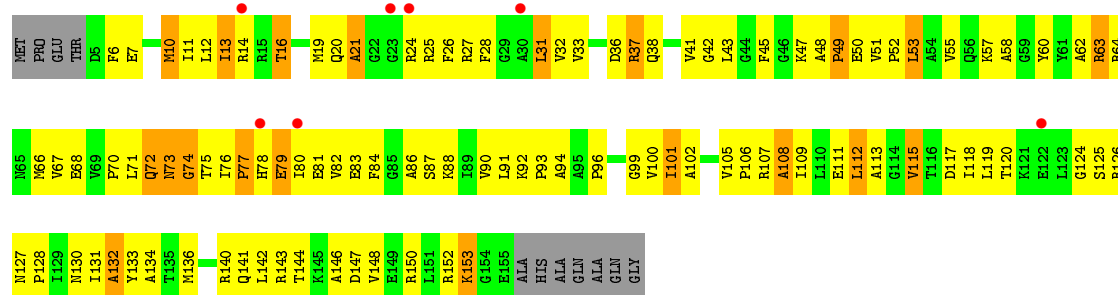 MET PRO GLU THR D5 F6 E7 M10 I11 L12 I13 R14 R15 T16 M19 Q20 A21 G22 G23 R24 R25 F26 R27 F28 G29 A30 L31 V32 V33 D36 R37 Q38 V41 G42 L43 G44 F45 G46 K47 A48 P49 E50 V51 P52 L53 A54 V55 Q56 K57 A58 G59 Y60 Y61 A62 R63 R64
N65 M66 V67 E68 V69 P70 L71 Q72 N73 G74 T75 I76 P77 H78 E79 I80 E81 V82 E83 F84 G85 A86 S87 K88 I89 V90 L91 K92 P93 A94 A95 P96 G99 V100 I101 A102 V105 P106 R107 A108 I109 L110 E111 L112 A113 G114 V115 T116 D117 I118 L119 T120 K121 E122 L123 G124 S125 R126
N127 P128 I129 N130 I131 A132 Y133 A134 T135 M136 R140 Q141 L142 R143 T144 K145 A146 D147 V148 E149 R150 L151 R152 K153 G154 E155 ALA HIS ALA GLN ALA GLN GLY